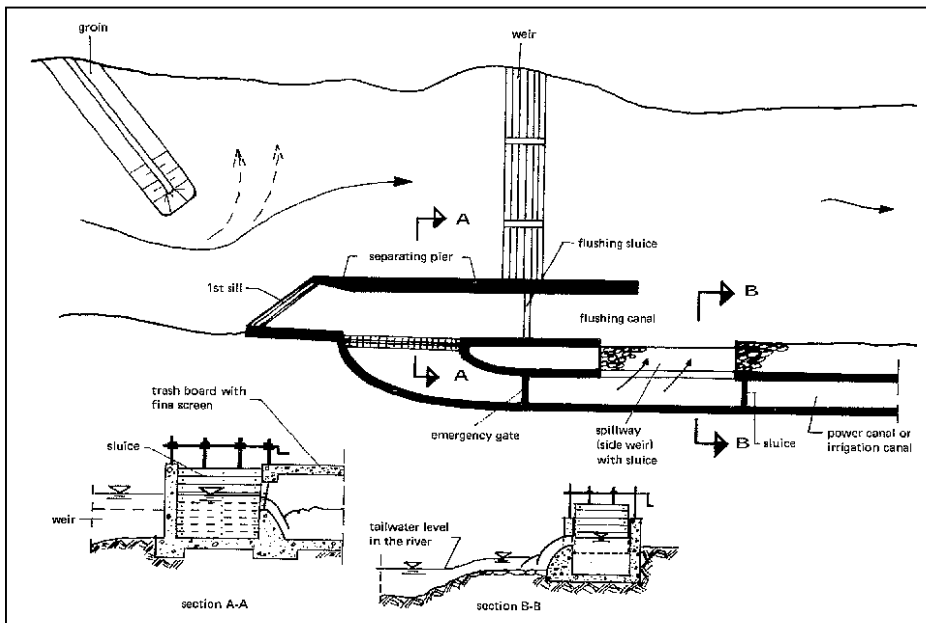 groin
weir
A
flushing sluice
separating pier
1st sill
B
flushing canal
A
trash board with
fine screen
emergency gate
spillway
(side weir)
with sluice
B
sluice
power canal or
irrigation canal
sluice
weir
tailwater level
in the river
section A-A
section B-B